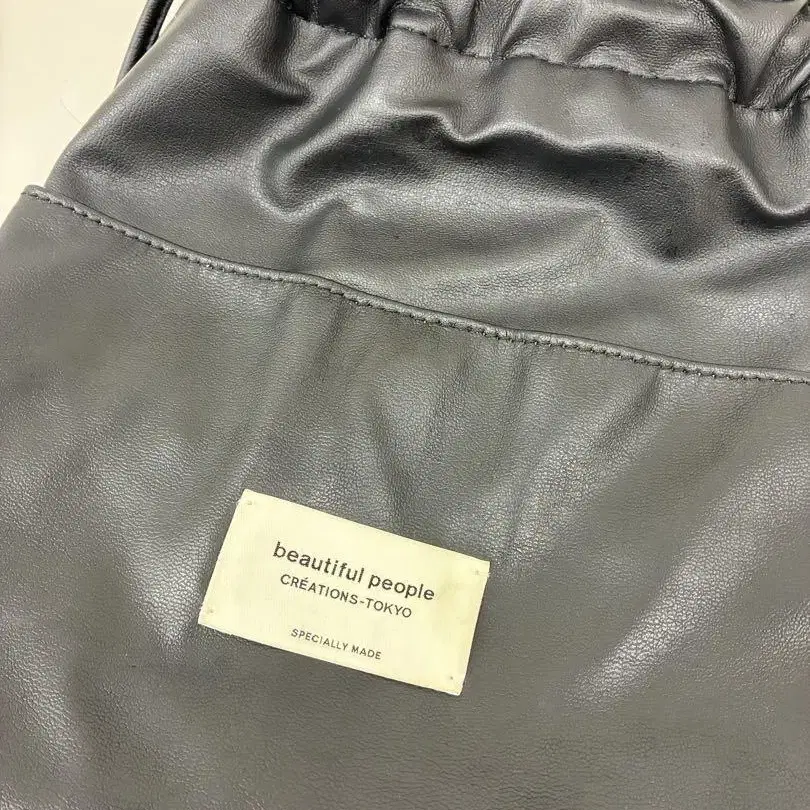 beautiful people
CRÉATIONS-TOKYO
SPECIALLY MADE